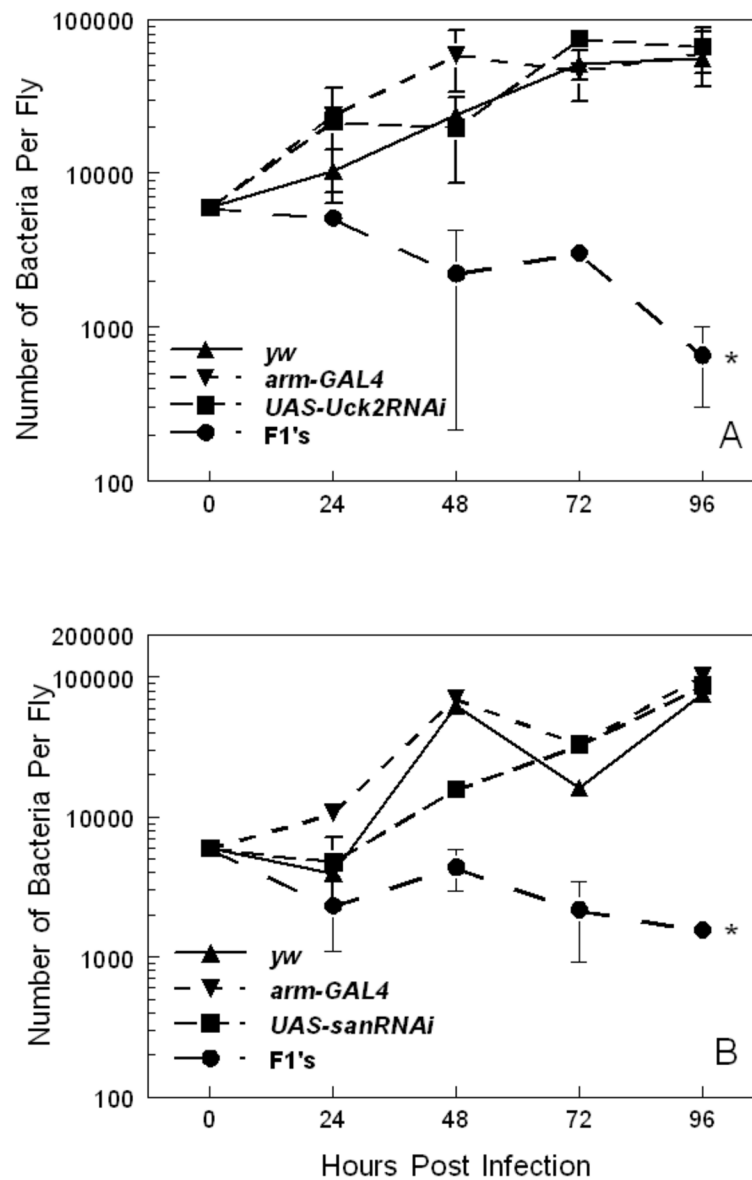 100000
10000
1000
100
Number of Bacteria Per Fly
yw
arm-GAL4
UAS-Uck2RNAi
F1's
*
A
0 24 48 72 96
200000
100000
10000
1000
100
Number of Bacteria Per Fly
yw
arm-GAL4
UAS-sanRNAi
F1's
*
B
0 24 48 72 96
Hours Post Infection